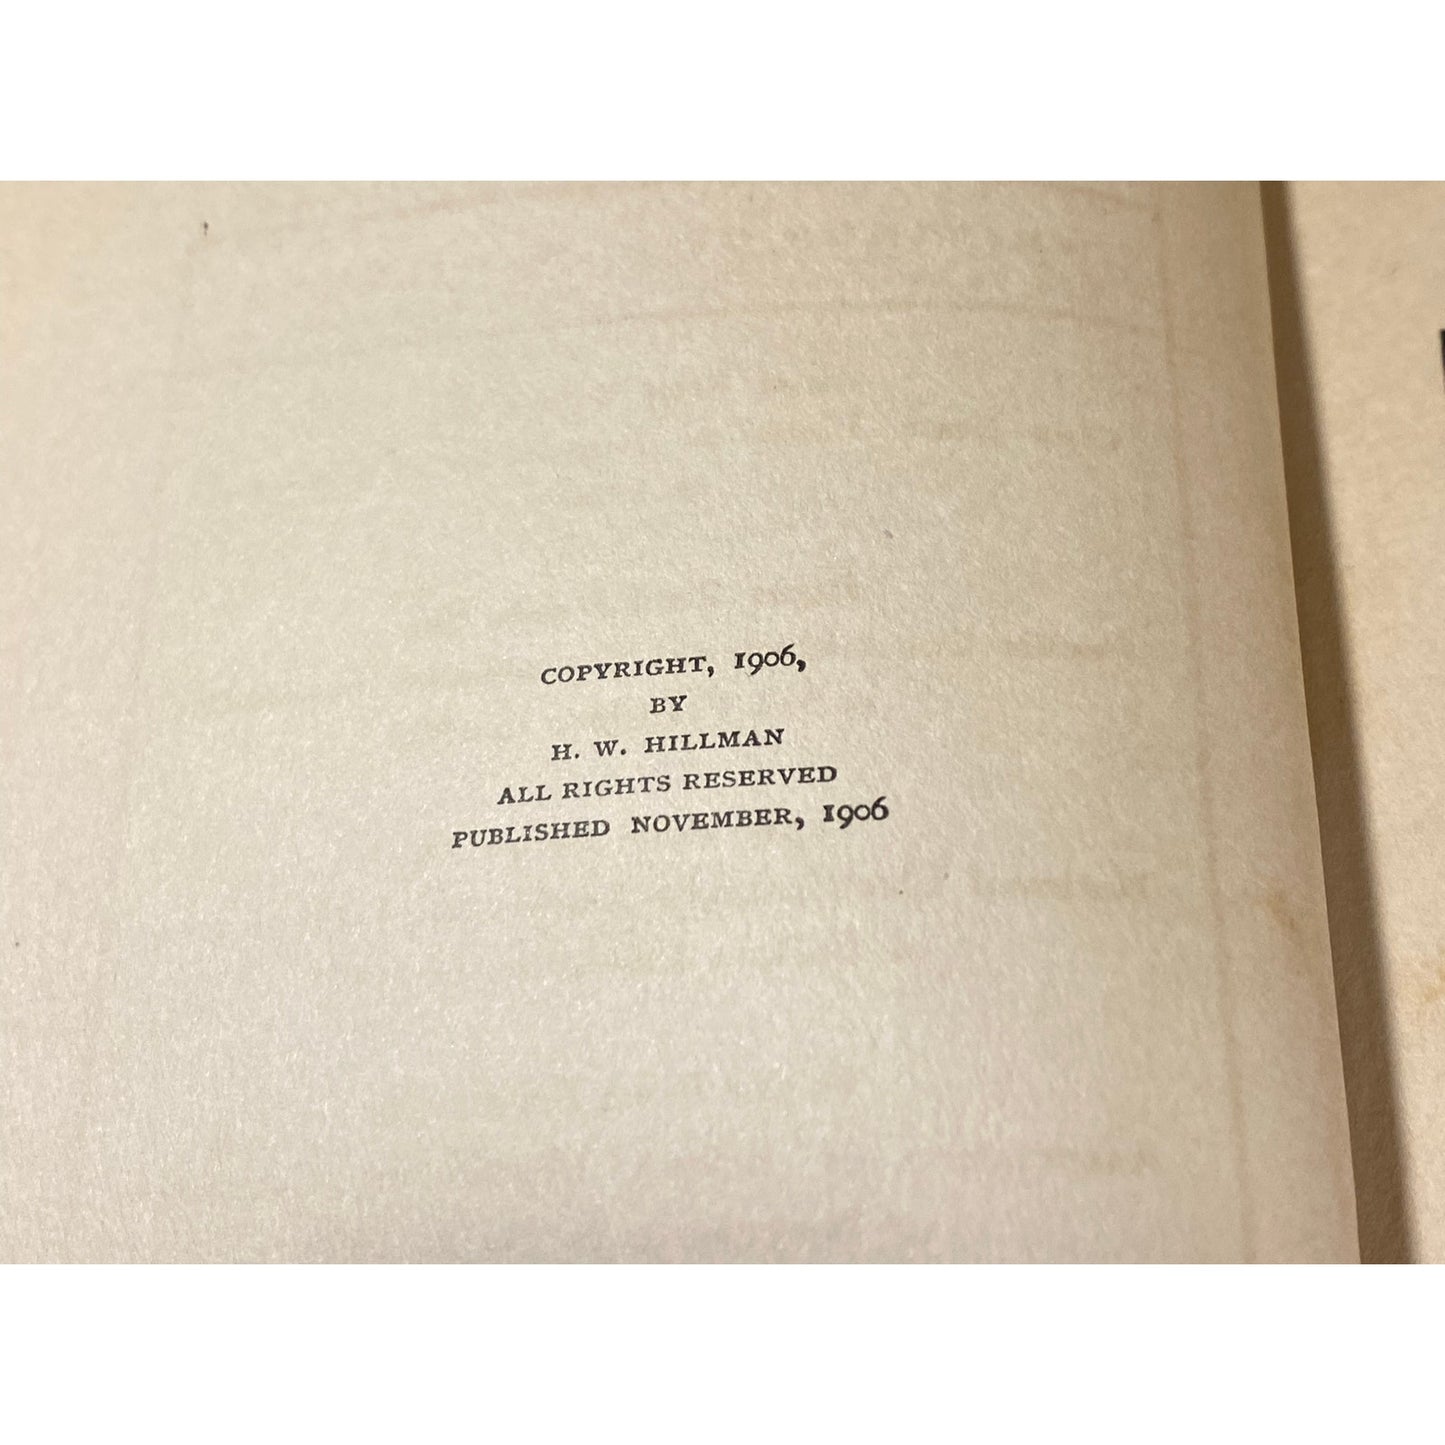 COPYRIGHT, 1906,
BY
H. W. HILLMAN
ALL RIGHTS RESERVED
PUBLISHED NOVEMBER, 1906